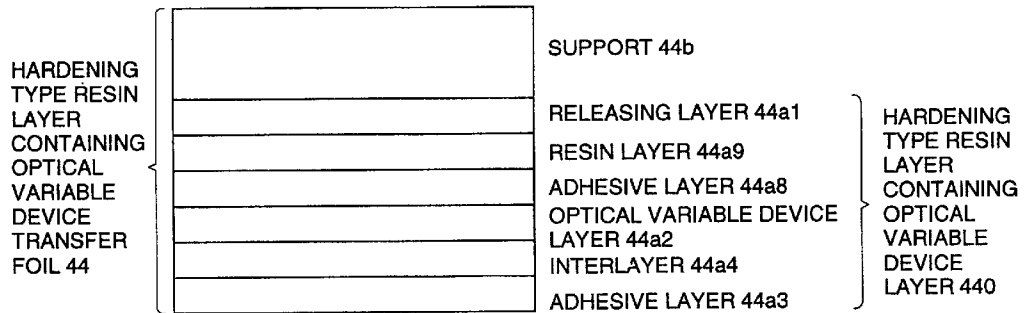 HARDENING
TYPE RESIN
LAYER
CONTAINING
OPTICAL
VARIABLE
DEVICE
TRANSFER
FOIL 44
SUPPORT 44b
RELEASING LAYER 44a1
RESIN LAYER 44a9
ADHESIVE LAYER 44a8
OPTICAL VARIABLE DEVICE
LAYER 44a2
INTERLAYER 44a4
ADHESIVE LAYER 44a3
HARDENING
TYPE RESIN
LAYER
CONTAINING
OPTICAL
VARIABLE
DEVICE
LAYER 440